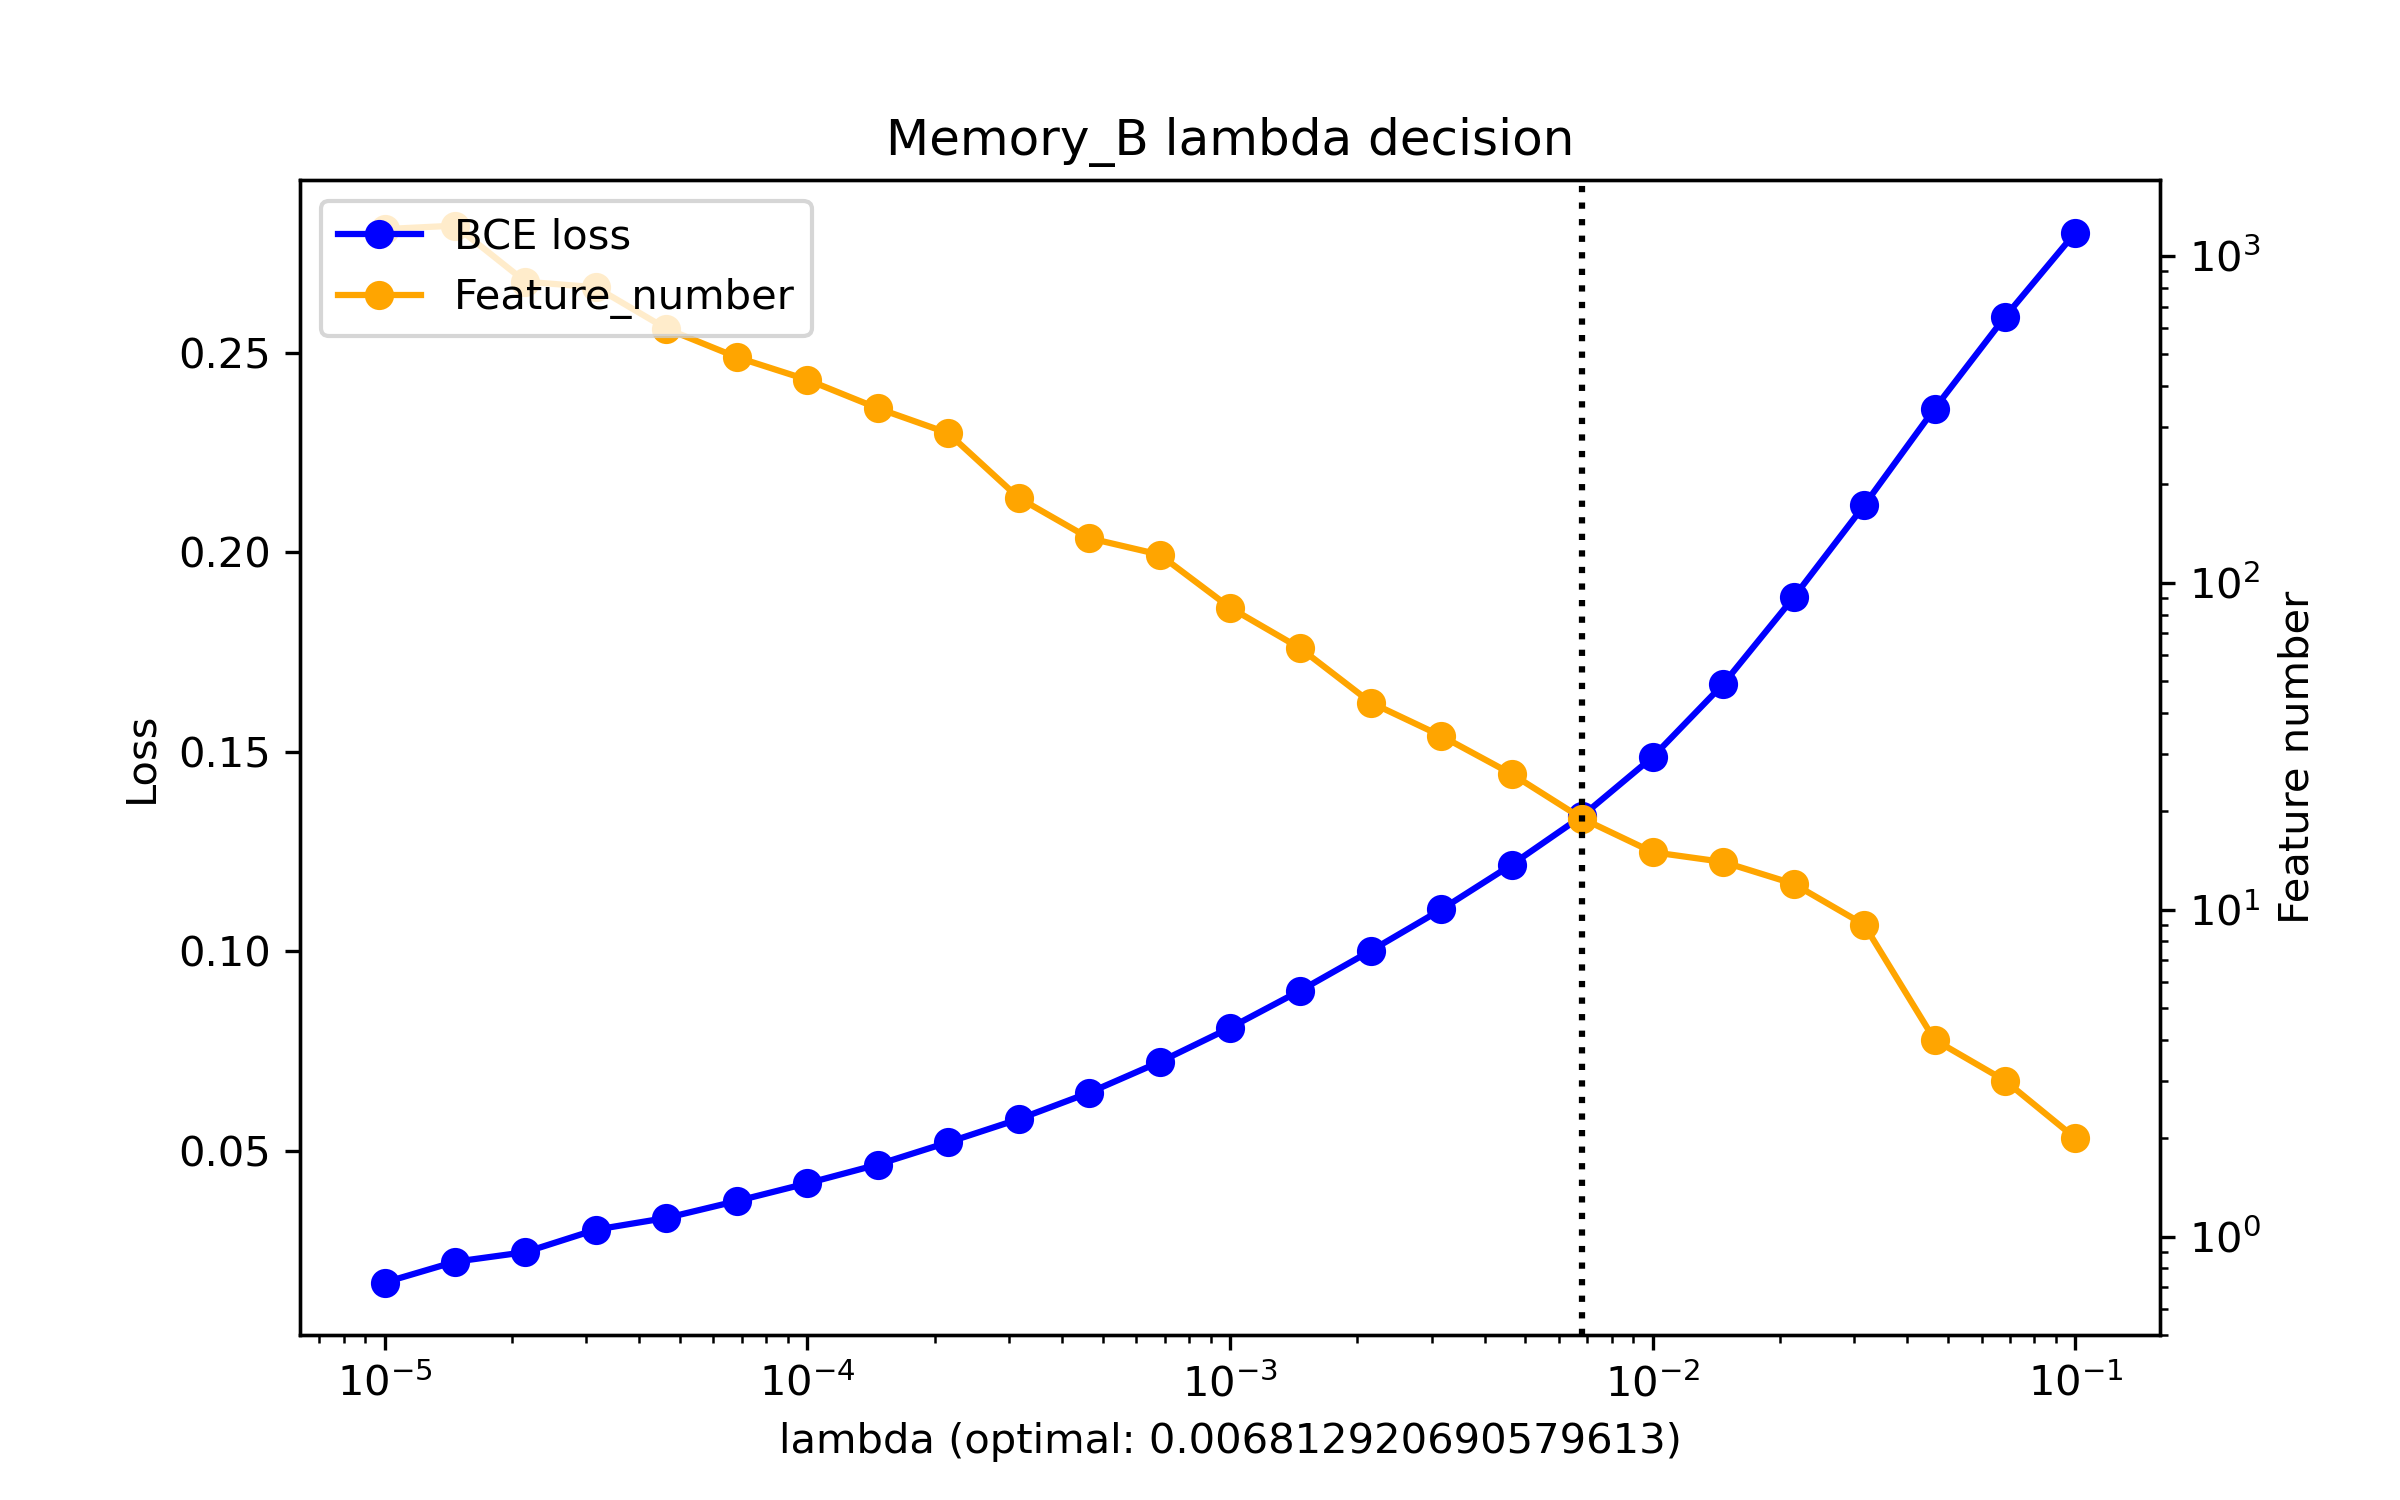 Memory_B lambda decision
BCE loss
Feature_number
0.25
0.20
0.15
0.10
0.05
Loss
10³
10²
10¹
10⁰
Feature number
10⁻⁵
10⁻⁴
10⁻³
10⁻²
10⁻¹
lambda (optimal: 0.006812920690579613)